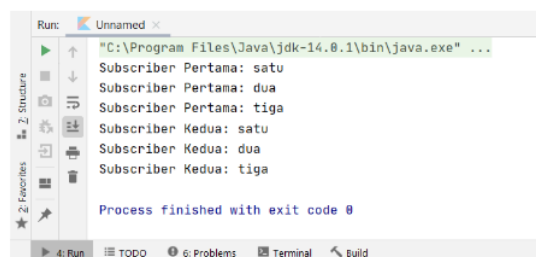 Run: Unnamed ×
"C:\Program Files\Java\jdk-14.0.1\bin\java.exe" ...
Subscriber Pertama: satu
Subscriber Pertama: dua
Subscriber Pertama: tiga
Subscriber Kedua: satu
Subscriber Kedua: dua
Subscriber Kedua: tiga
Process finished with exit code 0
Z: Structure
2: Favorites
4: Run TODO 6: Problems Terminal Build